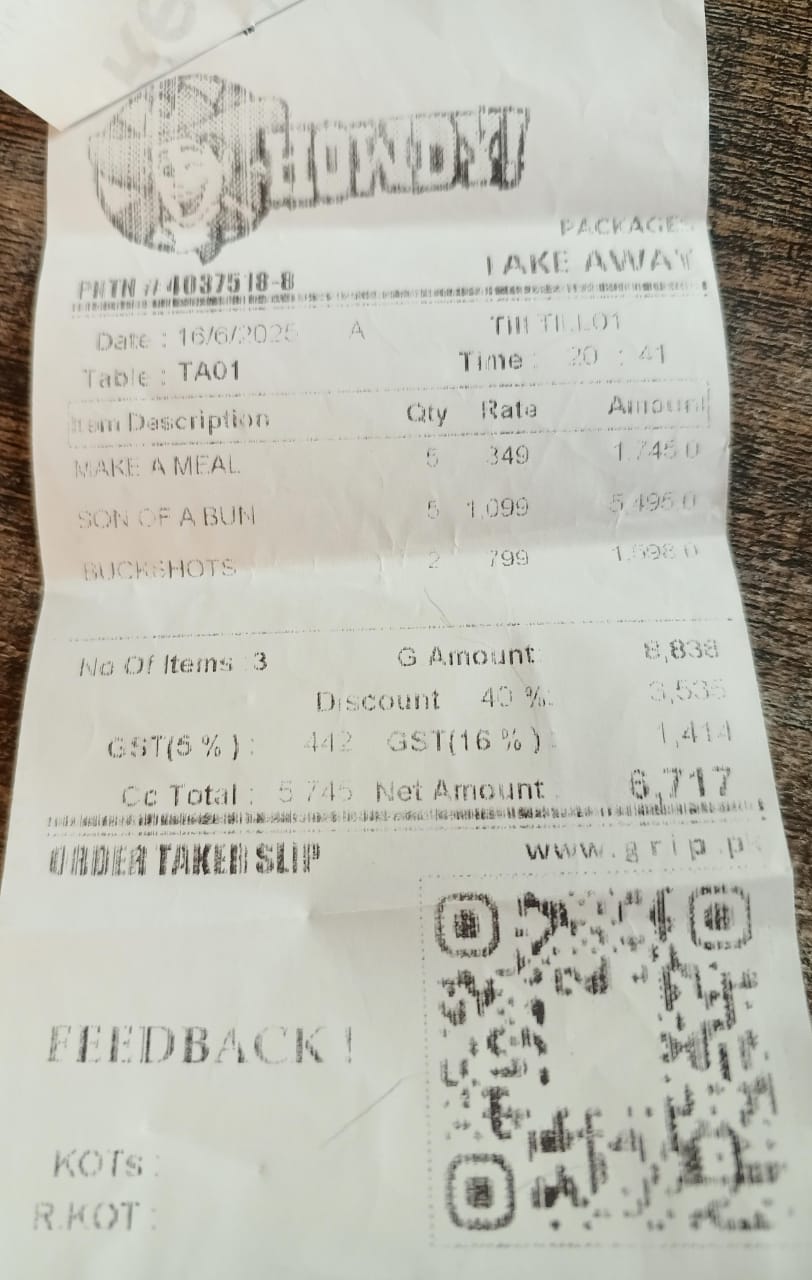 HOWDY!
PACKAGES
TAKE AWAY
PNTN # 4037518-8
Date : 16/6/2025 A Till TILL01
Table : TA01 Time : 20 : 41
Item Description Qty Rate Amount
MAKE A MEAL 5 349 1,745.0
SON OF A BUN 5 1,099 5,495.0
BUCKSHOTS 2 799 1,598.0
No Of Items 3 G Amount 8,838
Discount 40 %: 3,535
GST(5 % ) : 442 GST(16 % ) : 1,414
Cc Total : 5,745 Net Amount 6,717
ORDER TAKER SLIP www.grip.pk
FEEDBACK !
KOTs :
R.KOT :